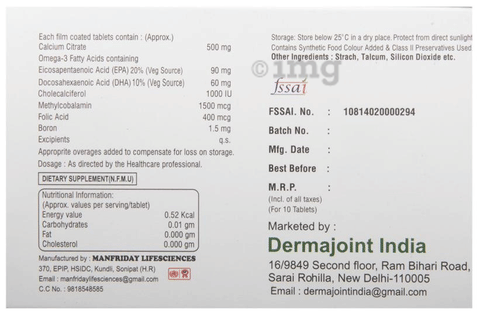 Each film coated tablets contain : (Approx.)
Calcium Citrate 500 mg
Omega-3 Fatty Acids containing
Eicosapentaenoic Acid (EPA) 20% (Veg Source) 90 mg
Docosahexaenoic Acid (DHA) 10% (Veg Source) 60 mg
Cholecalciferol 1000 IU
Methylcobalamin 1500 mcg
Folic Acid 400 mcg
Boron 1.5 mg
Excipients q.s.
Approprite overages added to compensate for loss on storage.
Dosage : As directed by the Healthcare professional.
DIETARY SUPPLEMENT(N.F.M.U)
Nutritional Information:
(Approx. values per serving/tablet)
Energy value 0.52 Kcal
Carbohydrates 0.01 gm
Fat 0.000 gm
Cholesterol 0.000 mg
Manufactured by : MANFRIDAY LIFESCIENCES
370, EPIP, HSIDC, Kundli, Sonipat (H.R)
Email : manfridaylifesciences@gmail.com
C.C No.: 9818548585
Storage: Store below 25°C in a dry place. Protect from direct sunlight
Contains Synthetic Food Colour Added & Class II Preservatives Used
Other Ingredients : Strach, Talcum, Silicon Dioxide etc.
img
fssai
FSSAI. No. : 10814020000294
Batch No. :
Mfg. Date :
Best Before :
M.R.P. :
(Incl. of all taxes)
(For 10 Tablets)
Marketed by :
Dermajoint India
16/9849 Second floor, Ram Bihari Road,
Sarai Rohilla, New Delhi-110005
Email : dermajointindia@gmail.com